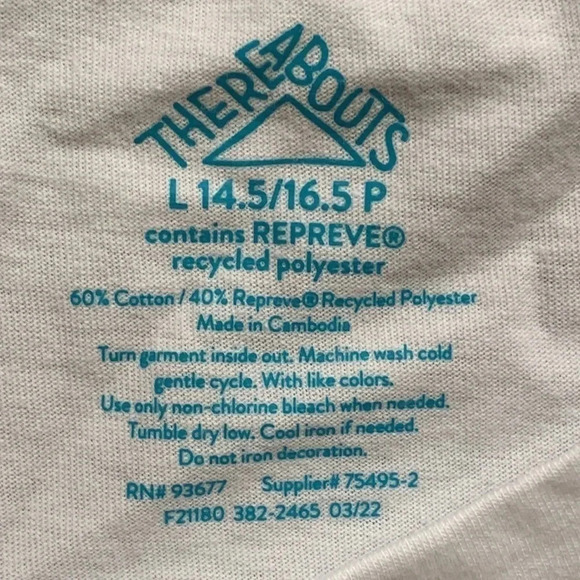 THEREABOUTS
L 14.5/16.5 P
contains REPREVE®
recycled polyester
60% Cotton / 40% Repreve® Recycled Polyester
Made in Cambodia
Turn garment inside out. Machine wash cold
gentle cycle. With like colors.
Use only non-chlorine bleach when needed.
Tumble dry low. Cool iron if needed.
Do not iron decoration.
RN# 93677 Supplier# 75495-2
F21180 382-2465 03/22